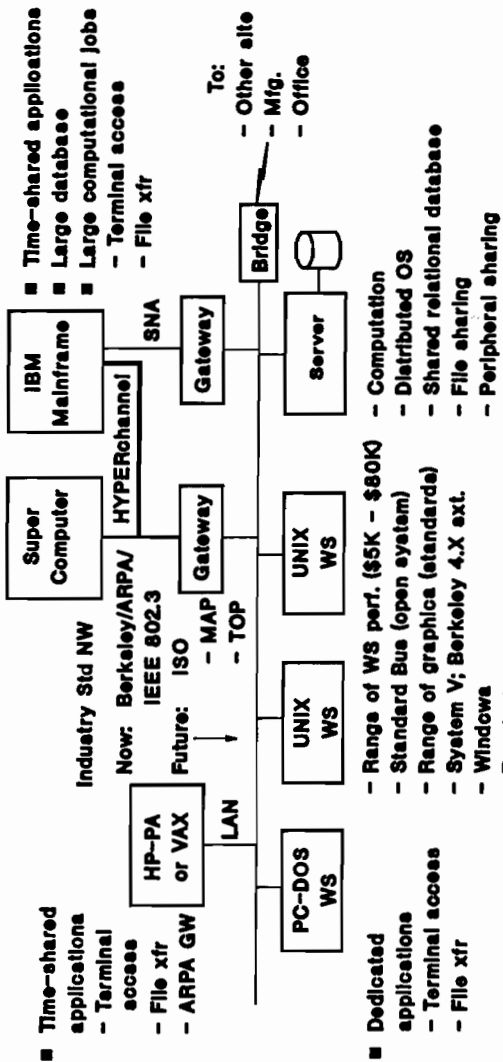 ■ Time-shared
applications
- Terminal
access
- File xfr
- ARPA GW
HP-PA
or VAX
LAN
Industry Std NW
Now: Berkeley/ARPA/
IEEE 802.3
Future: ISO
- MAP
- TOP
Super
Computer
HYPERchannel
Gateway
IBM
Mainframe
SNA
Gateway
■ Time-shared applications
■ Large database
■ Large computational jobs
- Terminal access
- File xfr
To:
- Other site
- Mfg.
- Office
Bridge
PC-DOS
WS
UNIX
WS
UNIX
WS
Server
■ Dedicated
applications
- Terminal access
- File xfr
- Range of WS perf. ($5K - $80K)
- Standard Bus (open system)
- Range of graphics (standards)
- System V; Berkeley 4.X ext.
- Windows
- Computation
- Distributed OS
- Shared relational database
- File sharing
- Peripheral sharing